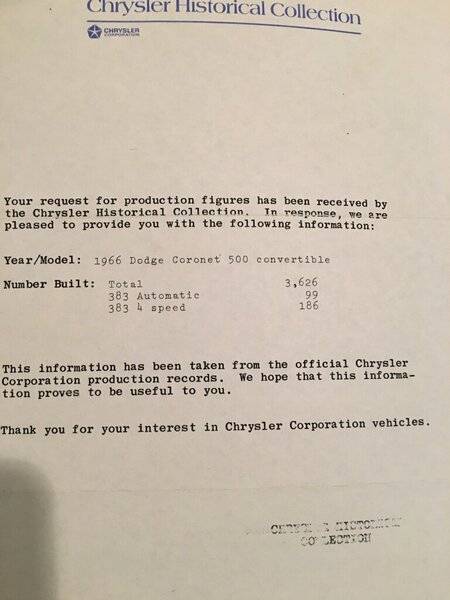 Chrysler Historical Collection
CHRYSLER
CORPORATION
Your request for production figures has been received by
the Chrysler Historical Collection. In response, we are
pleased to provide you with the following information:
Year/Model: 1966 Dodge Coronet 500 convertible
Number Built: Total 3,626
383 Automatic 99
383 4 speed 186
This information has been taken from the official Chrysler
Corporation production records. We hope that this informa-
tion proves to be useful to you.
Thank you for your interest in Chrysler Corporation vehicles.
COLLECTION